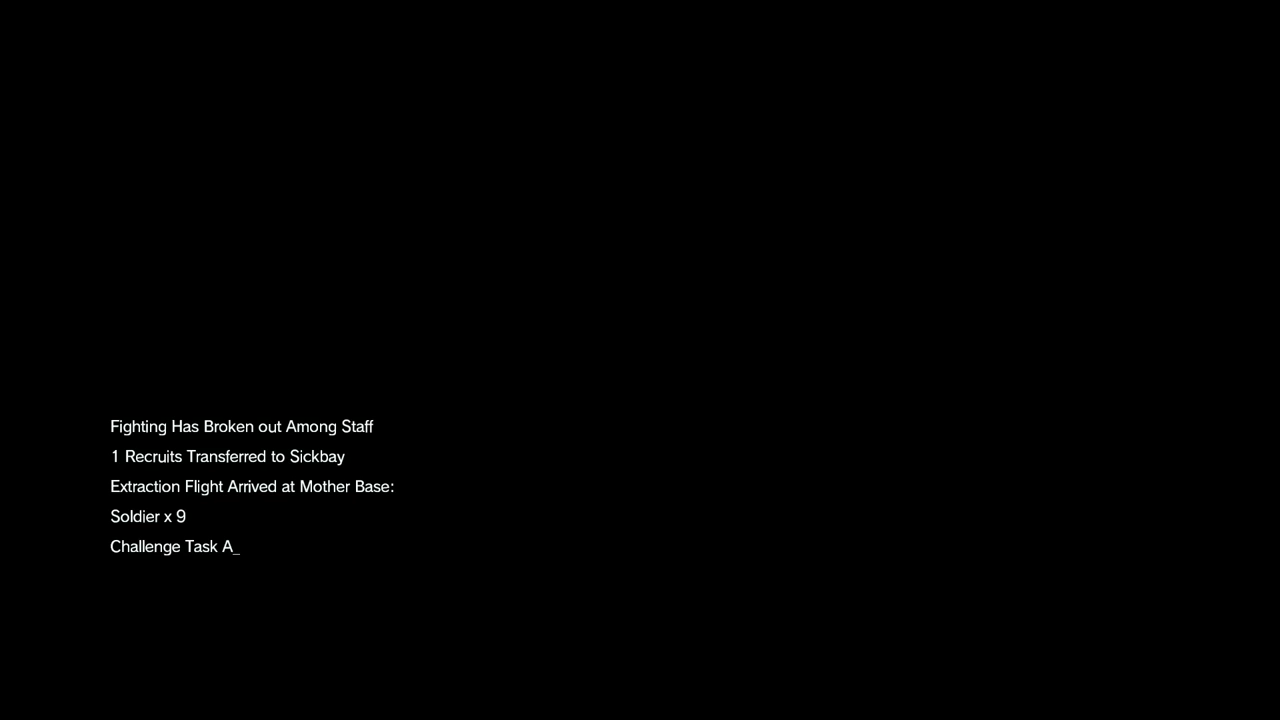 Fighting Has Broken out Among Staff
1 Recruits Transferred to Sickbay
Extraction Flight Arrived at Mother Base:
Soldier x 9
Challenge Task A_